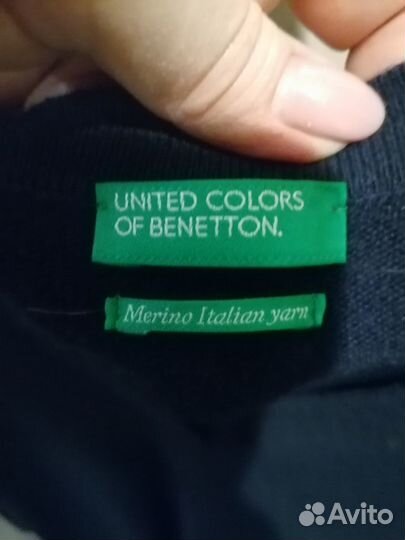 UNITED COLORS
OF BENETTON.
Merino Italian yarn
Avito